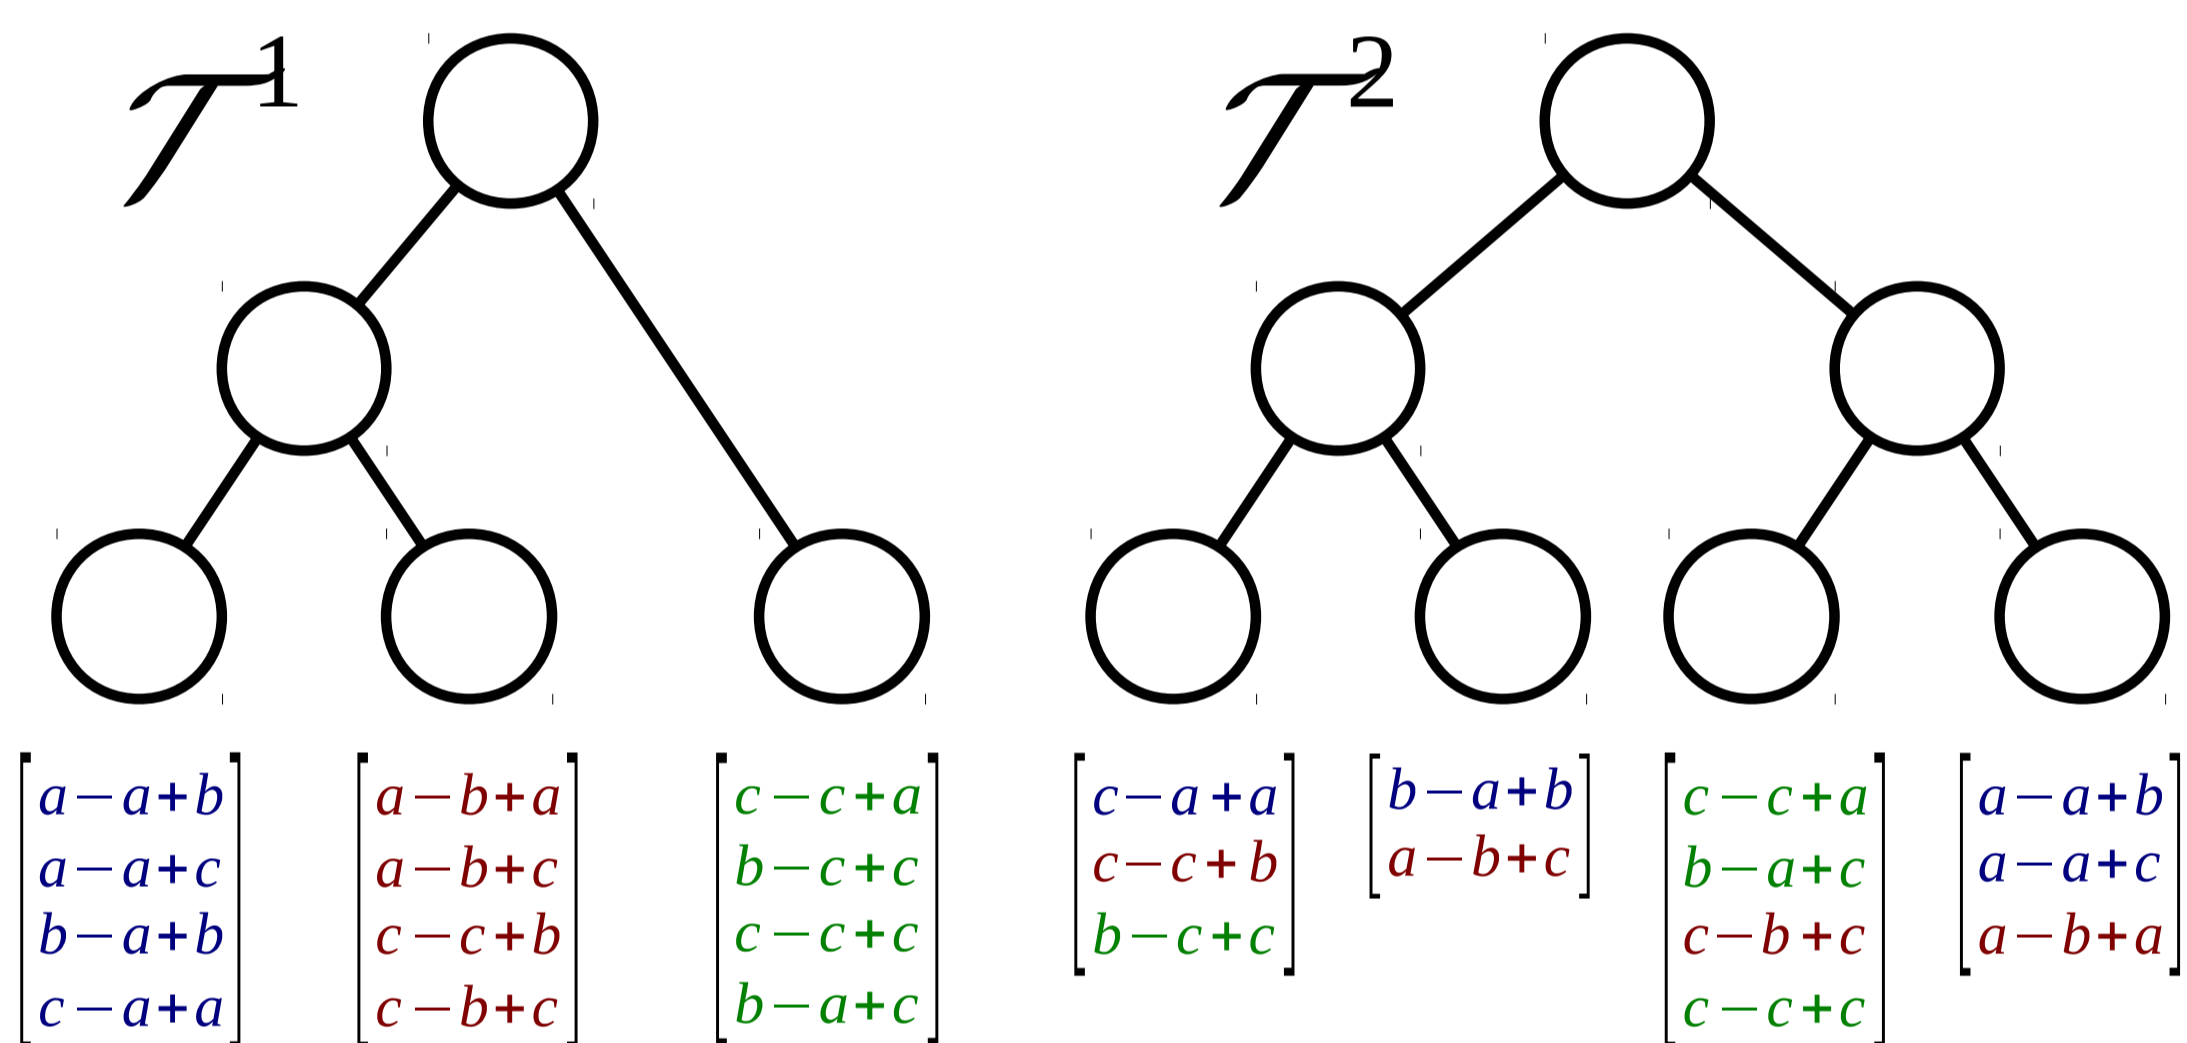 𝒯¹
𝒯²
a−a+b
a−a+c
b−a+b
c−a+a
a−b+a
a−b+c
c−c+b
c−b+c
c−c+a
b−c+c
c−c+c
b−a+c
c−a+a
c−c+b
b−c+c
b−a+b
a−b+c
c−c+a
b−a+c
c−b+c
c−c+c
a−a+b
a−a+c
a−b+a